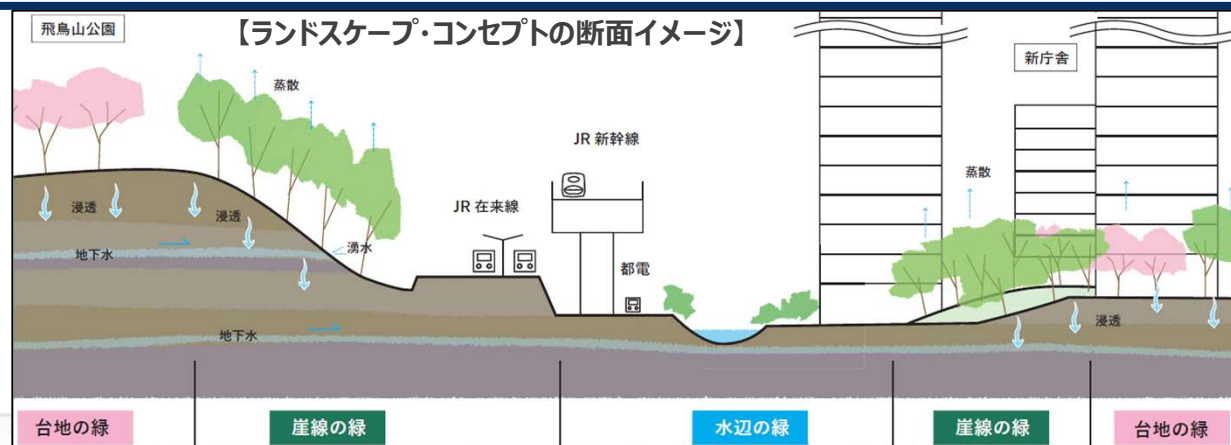 飛鳥山公園
【ランドスケープ・コンセプトの断面イメージ】
新庁舎
蒸散
JR 新幹線
蒸散
浸透
浸透
JR 在来線
湧水
地下水
都電
浸透
地下水
台地の緑
崖線の緑
水辺の緑
崖線の緑
台地の緑